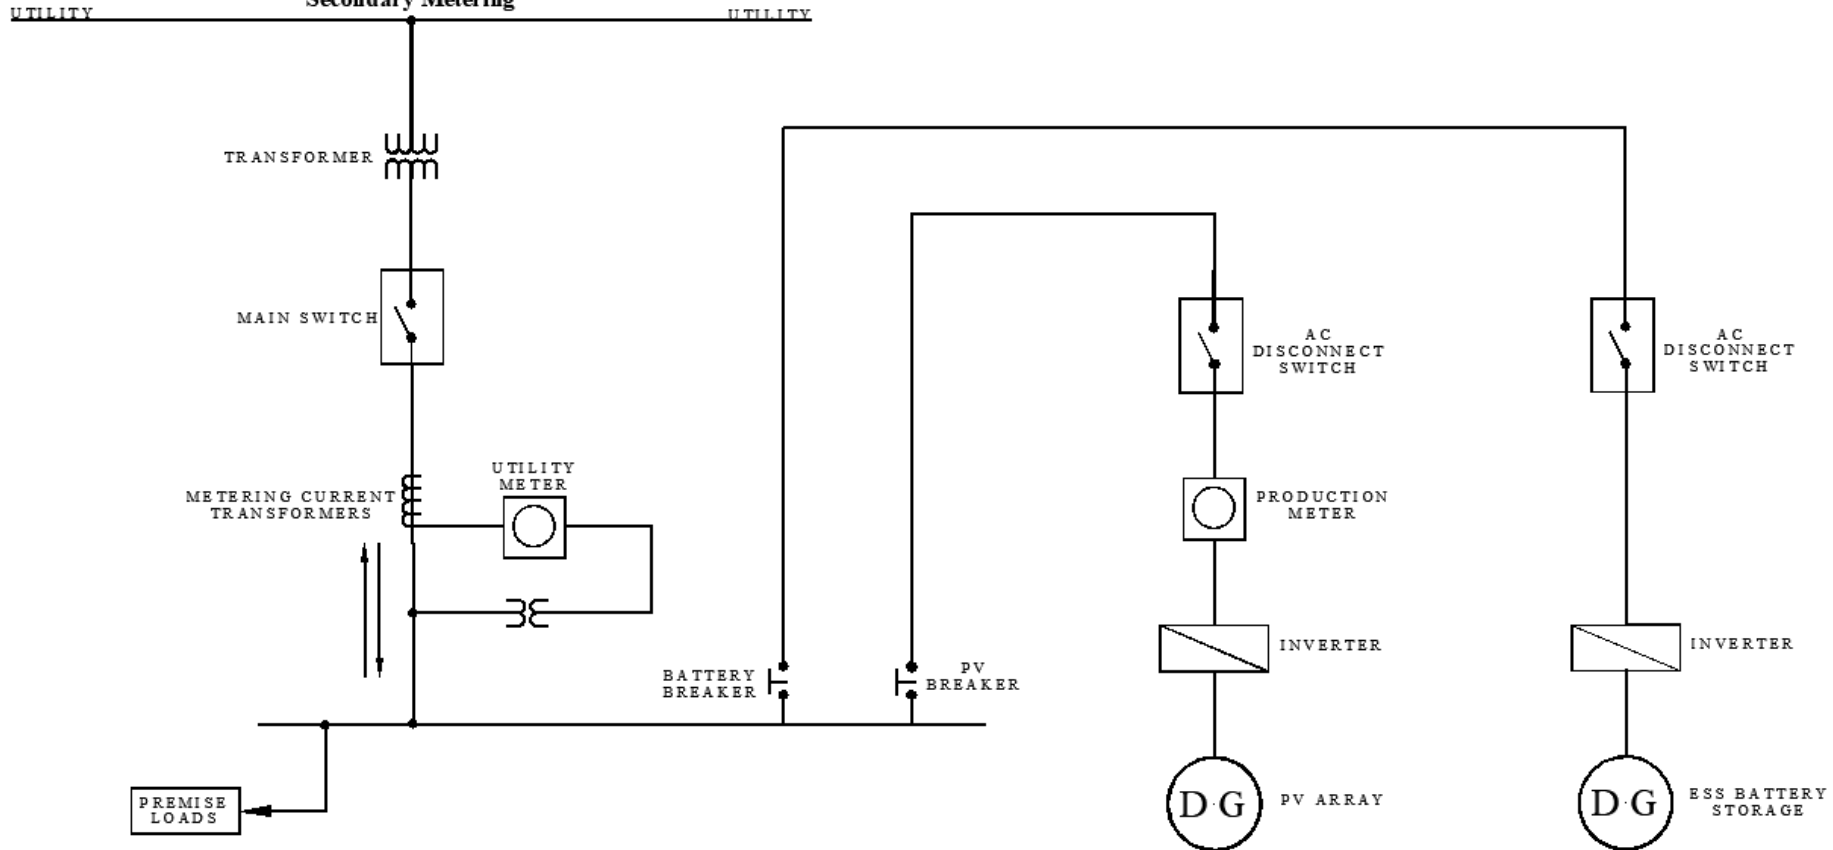 Secondary Metering
UTILITY
UTILITY
TRANSFORMER
MAIN SWITCH
AC
DISCONNECT
SWITCH
AC
DISCONNECT
SWITCH
UTILITY
METER
METERING CURRENT
TRANSFORMERS
PRODUCTION
METER
INVERTER
INVERTER
BATTERY
BREAKER
PV
BREAKER
PREMISE
LOADS
D·G
PV ARRAY
D·G
ESS BATTERY
STORAGE